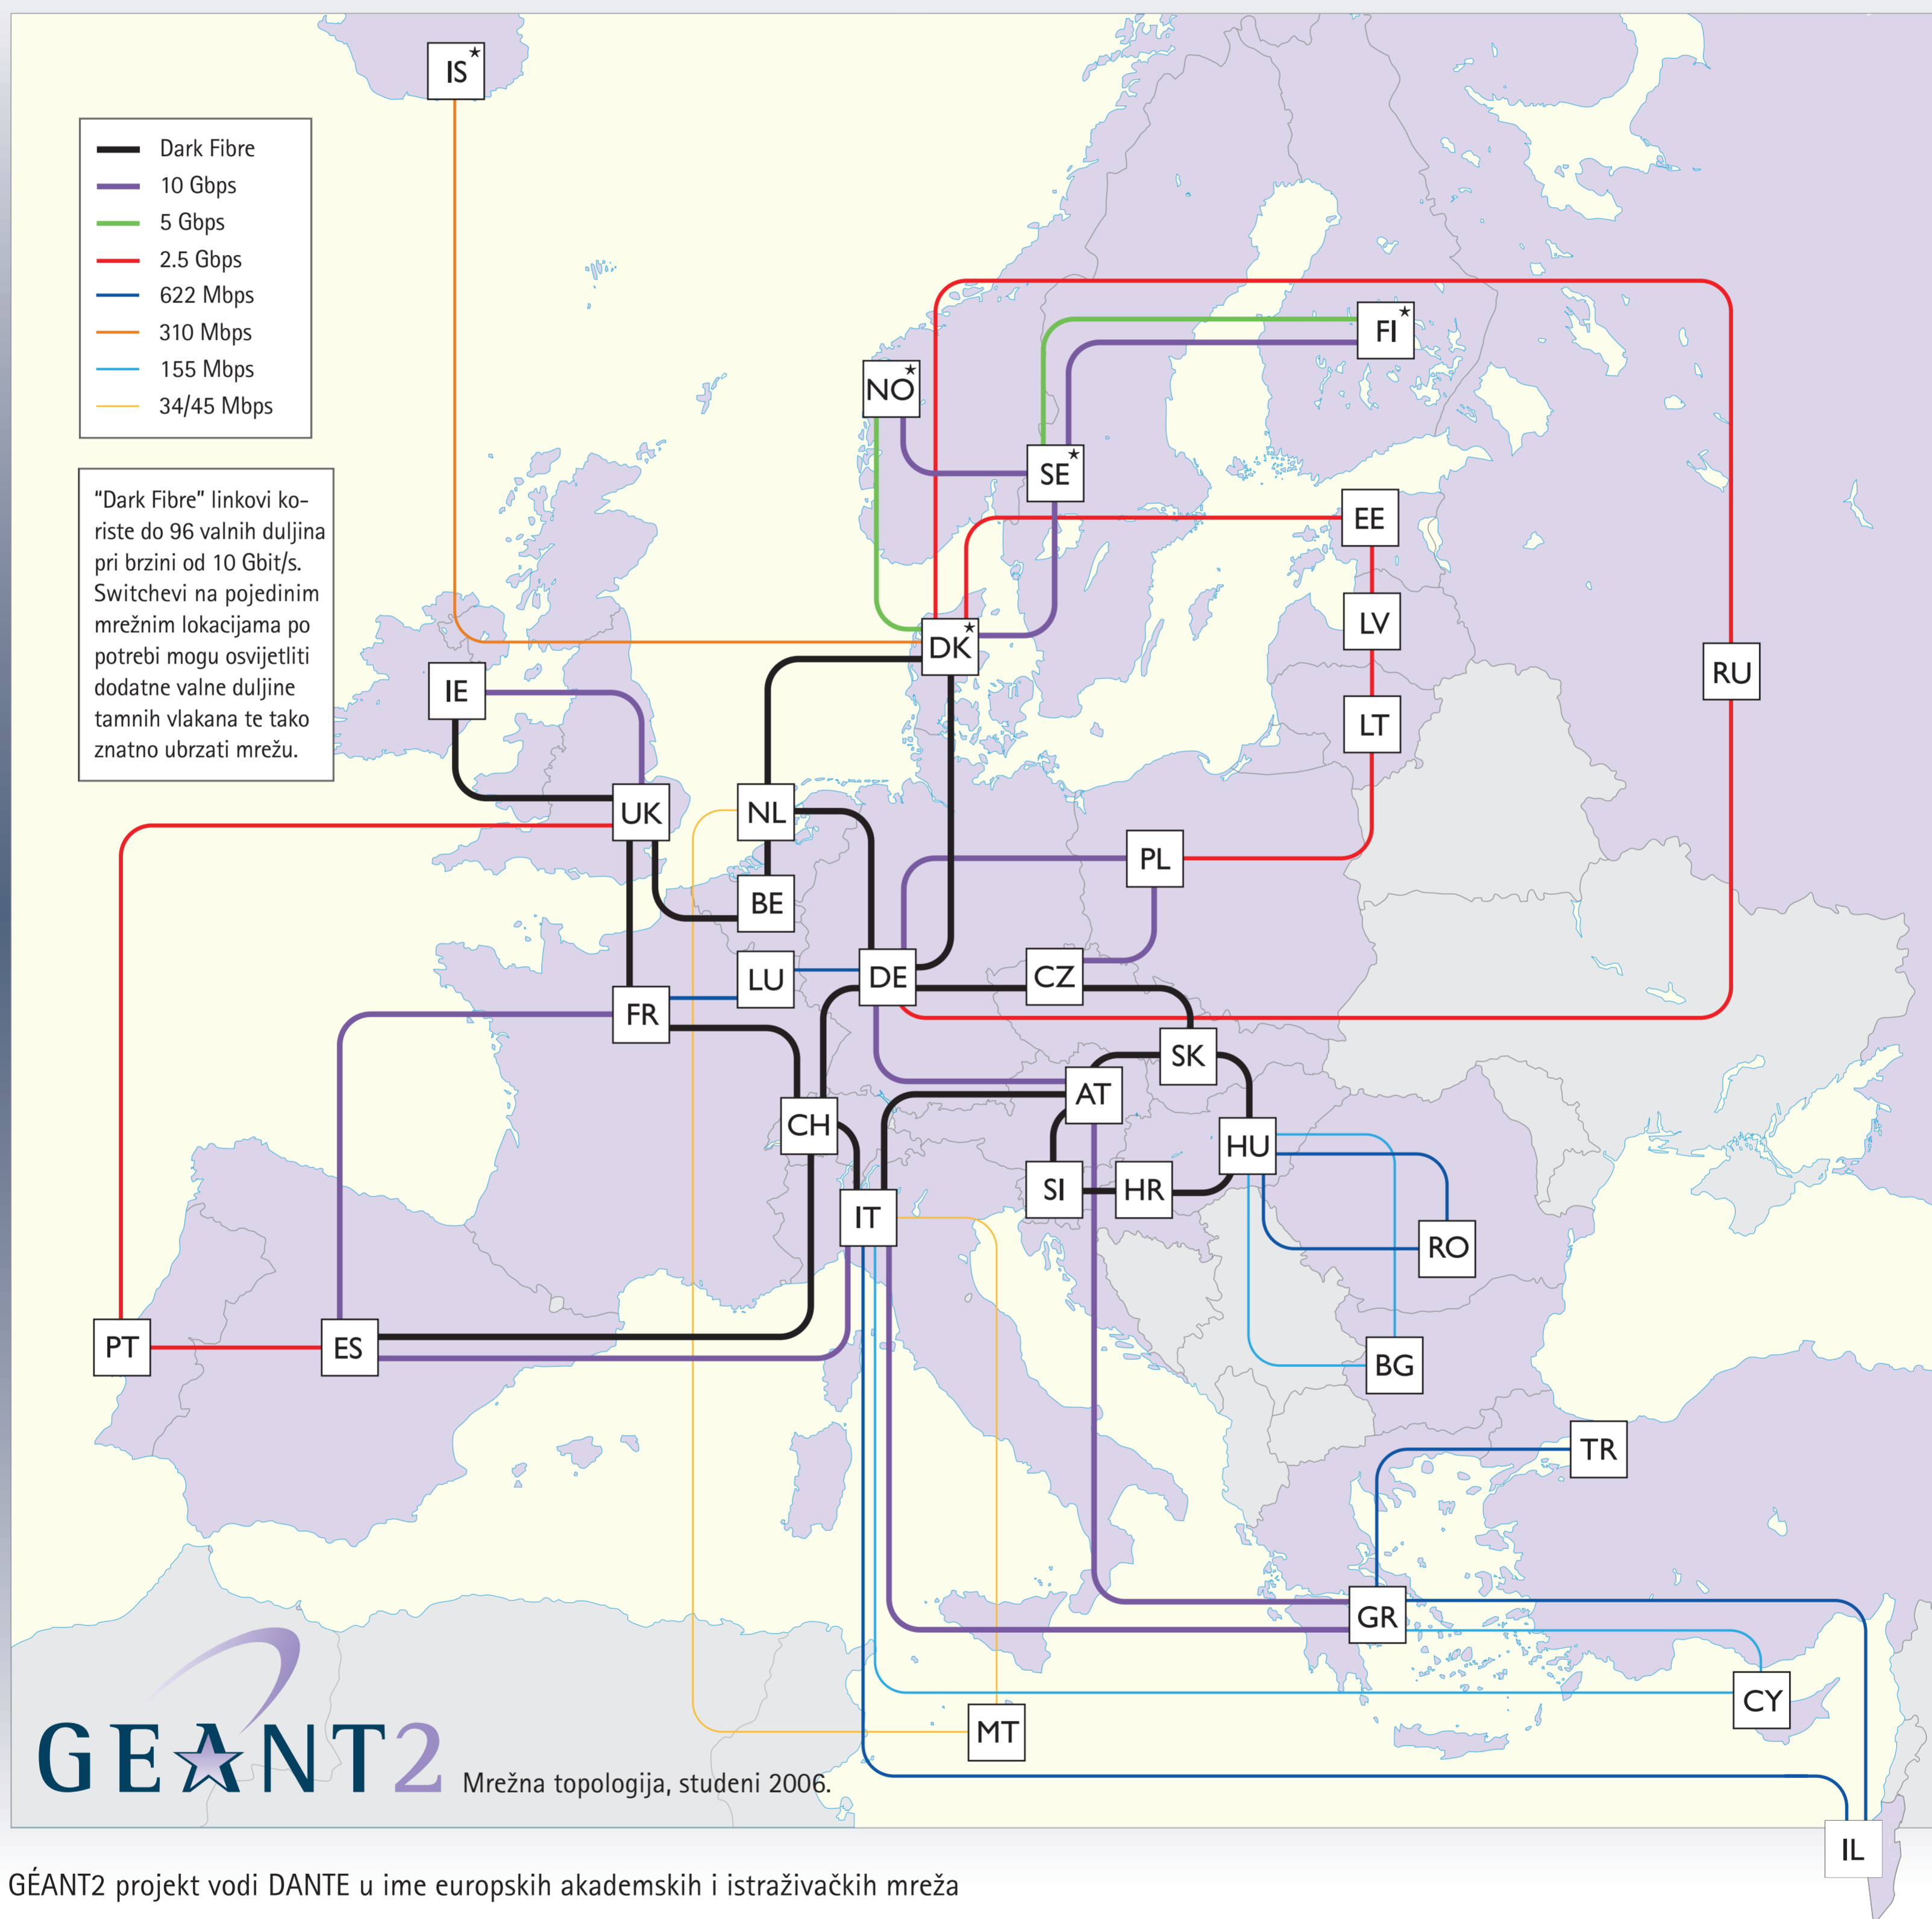 IS*
Dark Fibre
10 Gbps
5 Gbps
2.5 Gbps
622 Mbps
310 Mbps
155 Mbps
34/45 Mbps
"Dark Fibre" linkovi ko-
riste do 96 valnih duljina
pri brzini od 10 Gbit/s.
Switchevi na pojedinim
mrežnim lokacijama po
potrebi mogu osvijetliti
dodatne valne duljine
tamnih vlakana te tako
znatno ubrzati mrežu.
FI*
NO*
SE*
EE
LV
DK*
RU
IE
LT
UK
NL
PL
BE
LU
DE
CZ
FR
SK
AT
CH
HU
SI
HR
IT
RO
PT
ES
BG
TR
GR
CY
MT
GEANT2
Mrežna topologija, studeni 2006.
IL
GÉANT2 projekt vodi DANTE u ime europskih akademskih i istraživačkih mreža